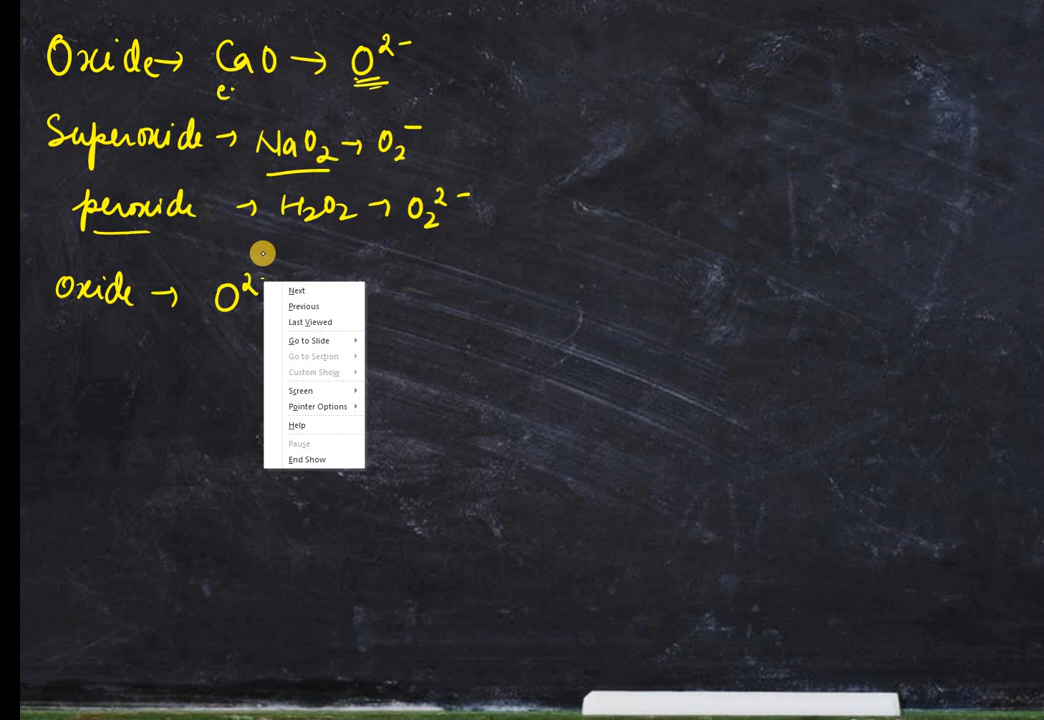 Oxide → CaO → O²⁻
e⁻
Superoxide → NaO₂ → O₂⁻
peroxide → H₂O₂ → O₂²⁻
Oxide → O²⁻
Next
Previous
Last Viewed
Go to Slide
Go to Section
Custom Show
Screen
Pointer Options
Help
Pause
End Show